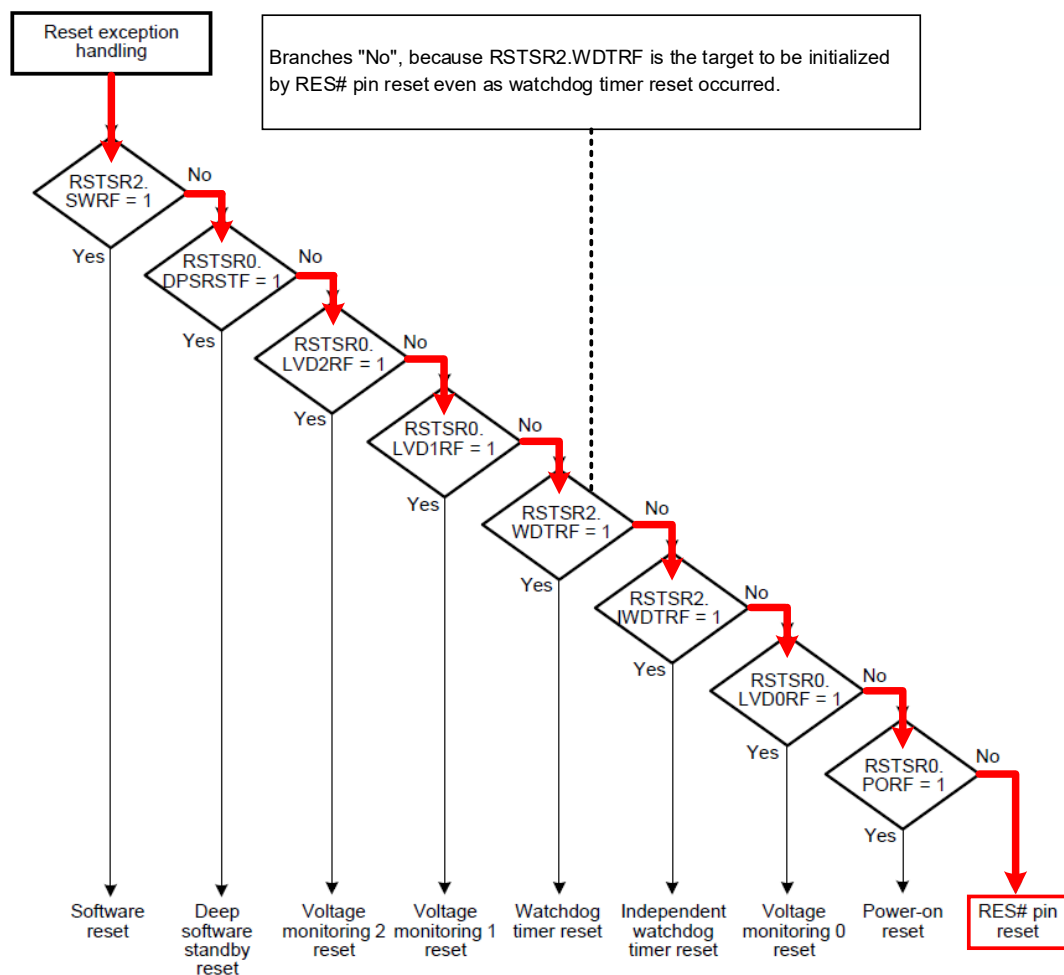 Reset exception
handling
Branches "No", because RSTSR2.WDTRF is the target to be initialized
by RES# pin reset even as watchdog timer reset occurred.
RSTSR2.
SWRF = 1
No
Yes
RSTSR0.
DPSRSTF = 1
No
Yes
RSTSR0.
LVD2RF = 1
No
Yes
RSTSR0.
LVD1RF = 1
No
Yes
RSTSR2.
WDTRF = 1
No
Yes
RSTSR2.
IWDTRF = 1
No
Yes
RSTSR0.
LVD0RF = 1
No
Yes
RSTSR0.
PORF = 1
No
Yes
Software
reset
Deep
software
standby
reset
Voltage
monitoring 2
reset
Voltage
monitoring 1
reset
Watchdog
timer reset
Independent
watchdog
timer reset
Voltage
monitoring 0
reset
Power-on
reset
RES# pin
reset